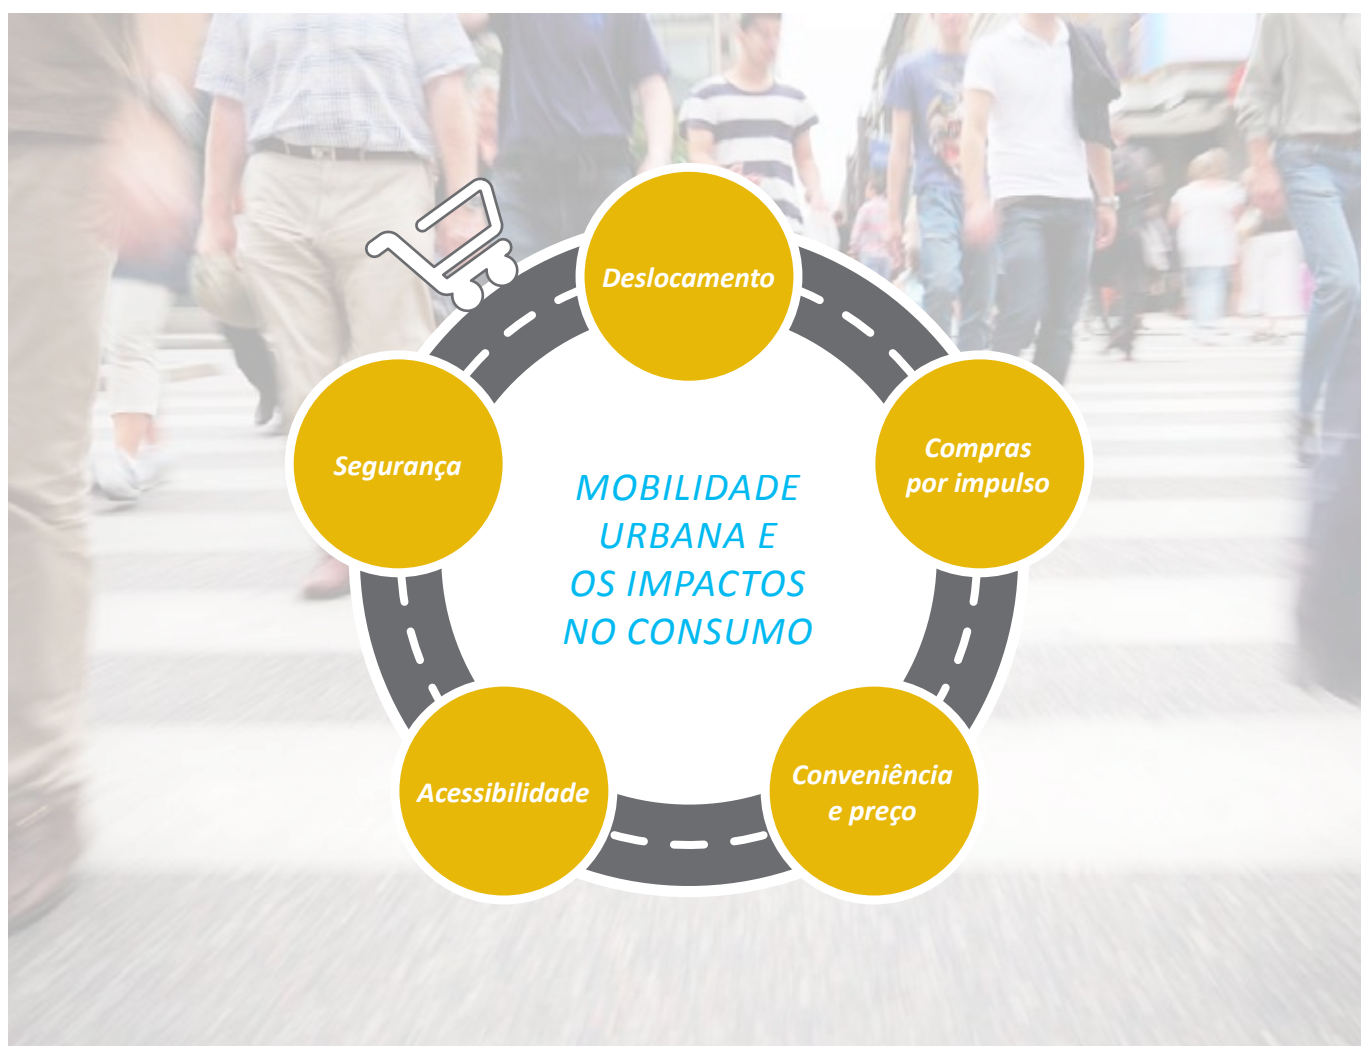 Deslocamento
Compras
por impulso
Segurança
MOBILIDADE
URBANA E
OS IMPACTOS
NO CONSUMO
Acessibilidade
Conveniência
e preço